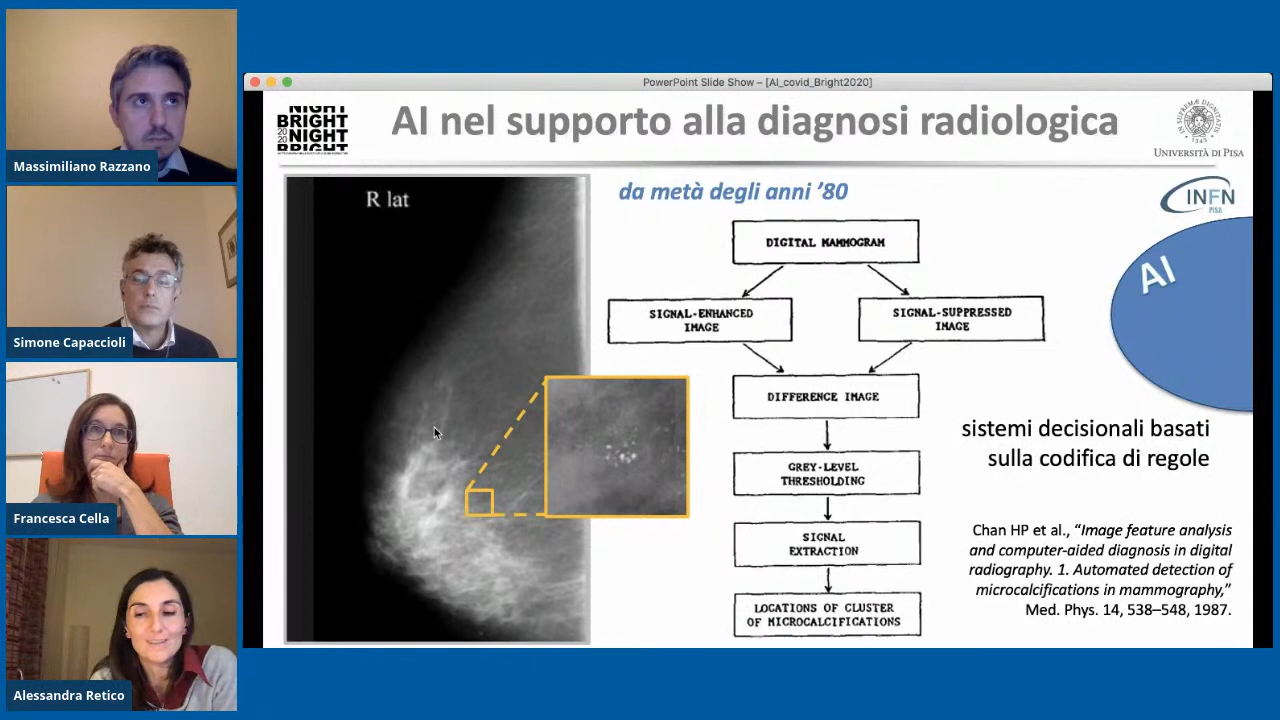 Massimiliano Razzano
Simone Capaccioli
Francesca Cella
Alessandra Retico
PowerPoint Slide Show – [AI_covid_Bright2020]
NIGHT
BRIGHT
2020
NIGHT
BRIGHT
AI nel supporto alla diagnosi radiologica
UNIVERSITÀ DI PISA
INFN
PISA
R lat
da metà degli anni ’80
DIGITAL MAMMOGRAM
SIGNAL-ENHANCED
IMAGE
SIGNAL-SUPPRESSED
IMAGE
DIFFERENCE IMAGE
GREY-LEVEL
THRESHOLDING
SIGNAL
EXTRACTION
LOCATIONS OF CLUSTER
OF MICROCALCIFICATIONS
AI
sistemi decisionali basati
sulla codifica di regole
Chan HP et al., “Image feature analysis
and computer-aided diagnosis in digital
radiography. 1. Automated detection of
microcalcifications in mammography,”
Med. Phys. 14, 538–548, 1987.